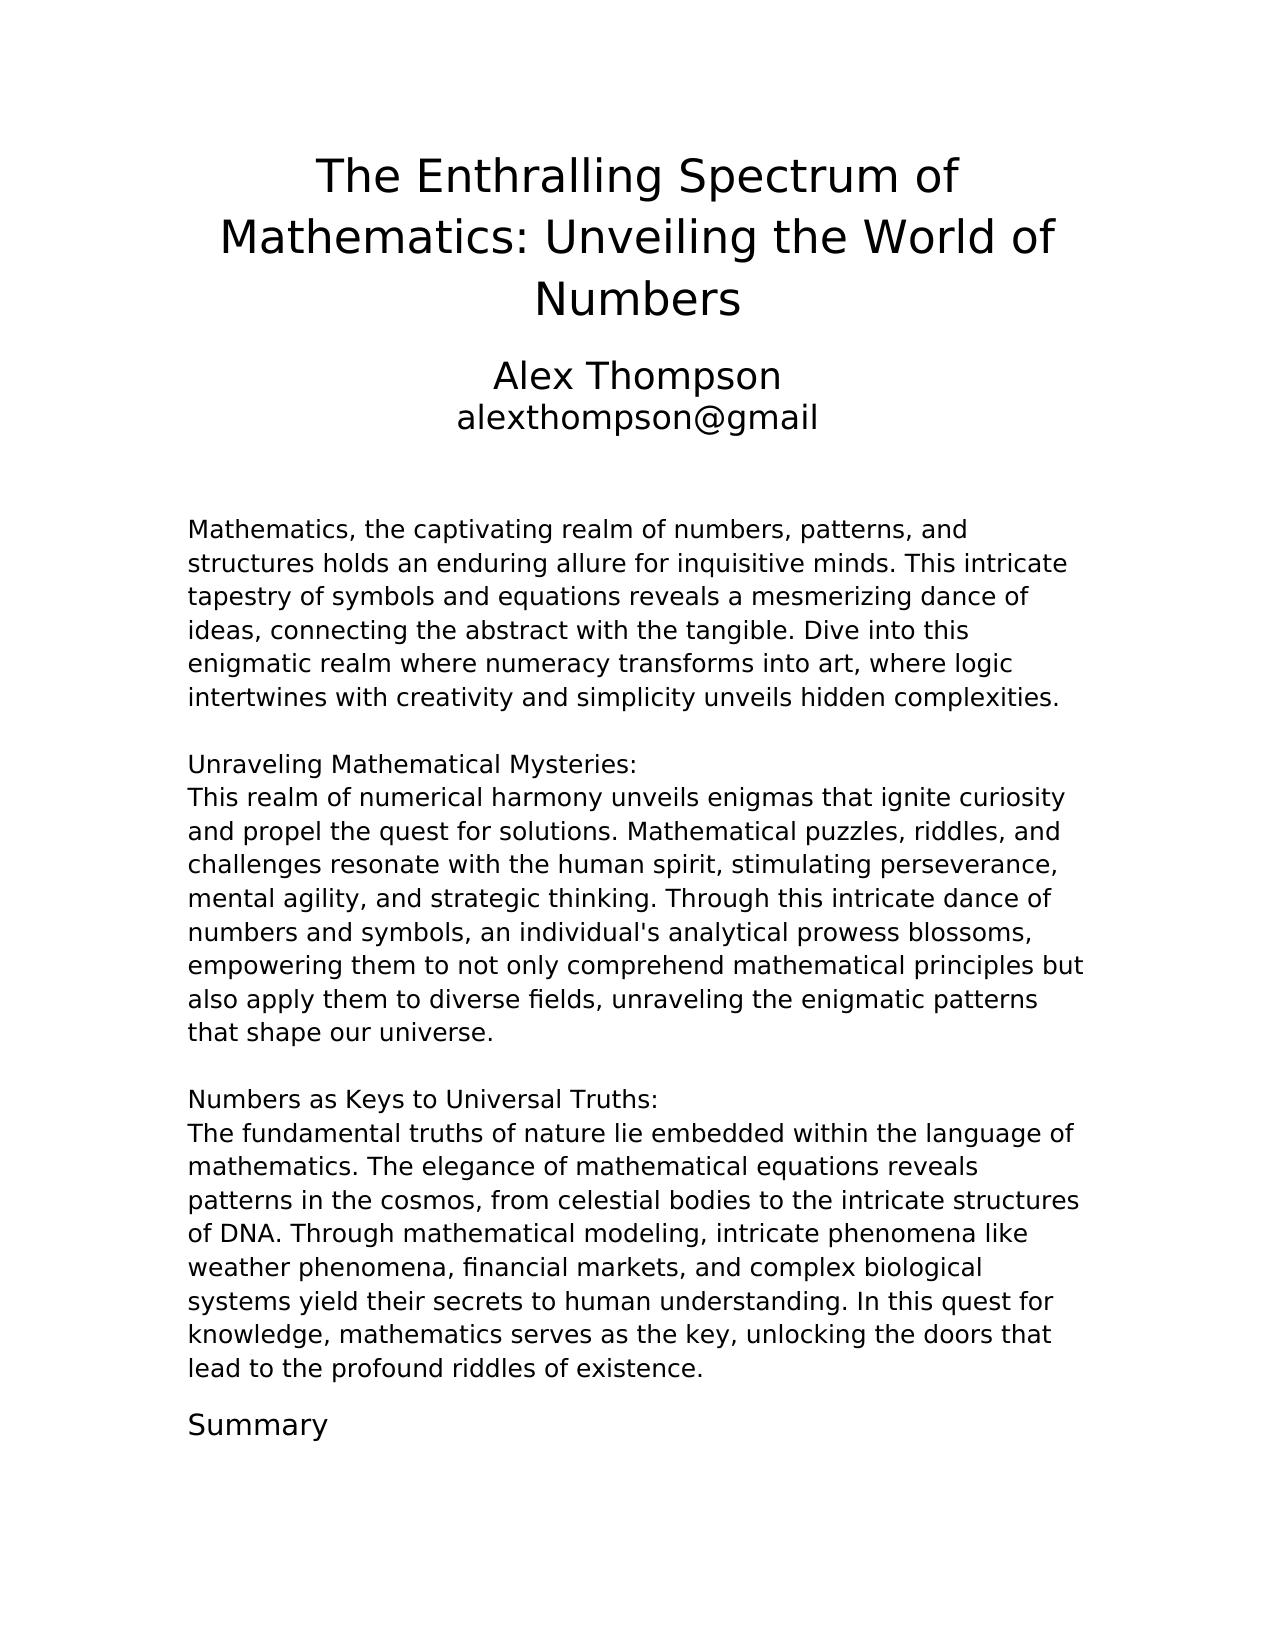 The Enthralling Spectrum of
Mathematics: Unveiling the World of
Numbers
Alex Thompson
alexthompson@gmail
Mathematics, the captivating realm of numbers, patterns, and
structures holds an enduring allure for inquisitive minds. This intricate
tapestry of symbols and equations reveals a mesmerizing dance of
ideas, connecting the abstract with the tangible. Dive into this
enigmatic realm where numeracy transforms into art, where logic
intertwines with creativity and simplicity unveils hidden complexities.
Unraveling Mathematical Mysteries:
This realm of numerical harmony unveils enigmas that ignite curiosity
and propel the quest for solutions. Mathematical puzzles, riddles, and
challenges resonate with the human spirit, stimulating perseverance,
mental agility, and strategic thinking. Through this intricate dance of
numbers and symbols, an individual's analytical prowess blossoms,
empowering them to not only comprehend mathematical principles but
also apply them to diverse fields, unraveling the enigmatic patterns
that shape our universe.
Numbers as Keys to Universal Truths:
The fundamental truths of nature lie embedded within the language of
mathematics. The elegance of mathematical equations reveals
patterns in the cosmos, from celestial bodies to the intricate structures
of DNA. Through mathematical modeling, intricate phenomena like
weather phenomena, financial markets, and complex biological
systems yield their secrets to human understanding. In this quest for
knowledge, mathematics serves as the key, unlocking the doors that
lead to the profound riddles of existence.
Summary